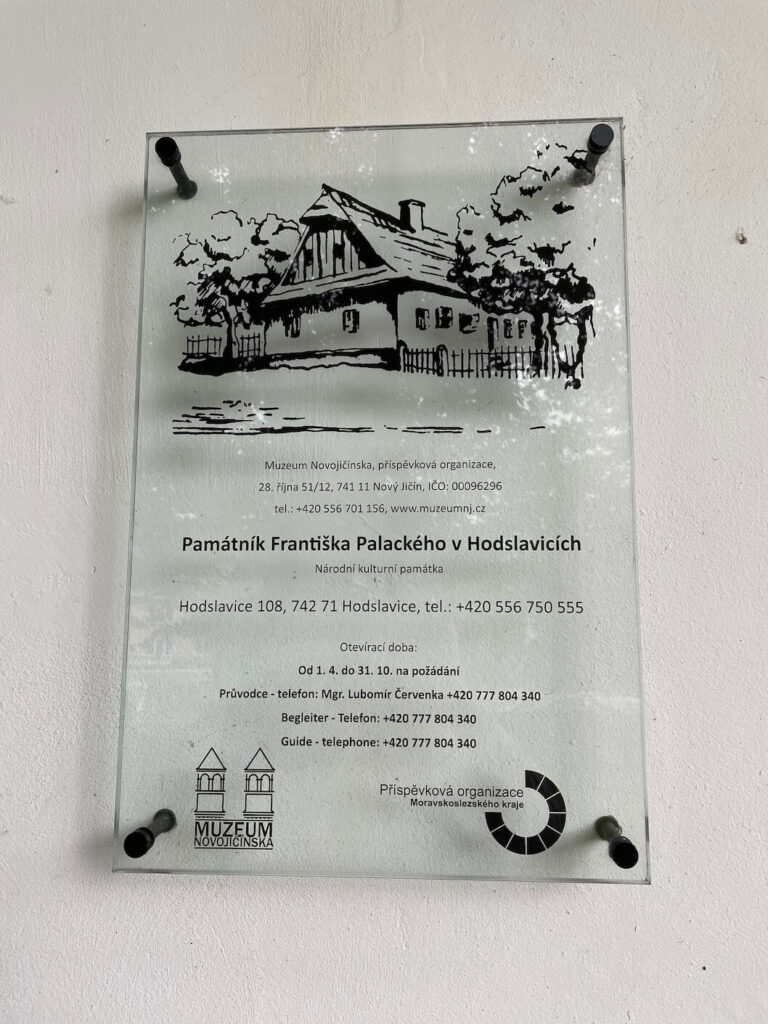 Muzeum Novojičínska, příspěvková organizace,
28. října 51/12, 741 11 Nový Jičín, IČO: 00096296
tel.: +420 556 701 156, www.muzeumnj.cz
Památník Františka Palackého v Hodslavicích
Národní kulturní památka
Hodslavice 108, 742 71 Hodslavice, tel.: +420 556 750 555
Otevírací doba:
Od 1. 4. do 31. 10. na požádání
Průvodce - telefon: Mgr. Lubomír Červenka +420 777 804 340
Begleiter - Telefon: +420 777 804 340
Guide - telephone: +420 777 804 340
MUZEUM
NOVOJIČÍNSKA
Příspěvková organizace
Moravskoslezského kraje